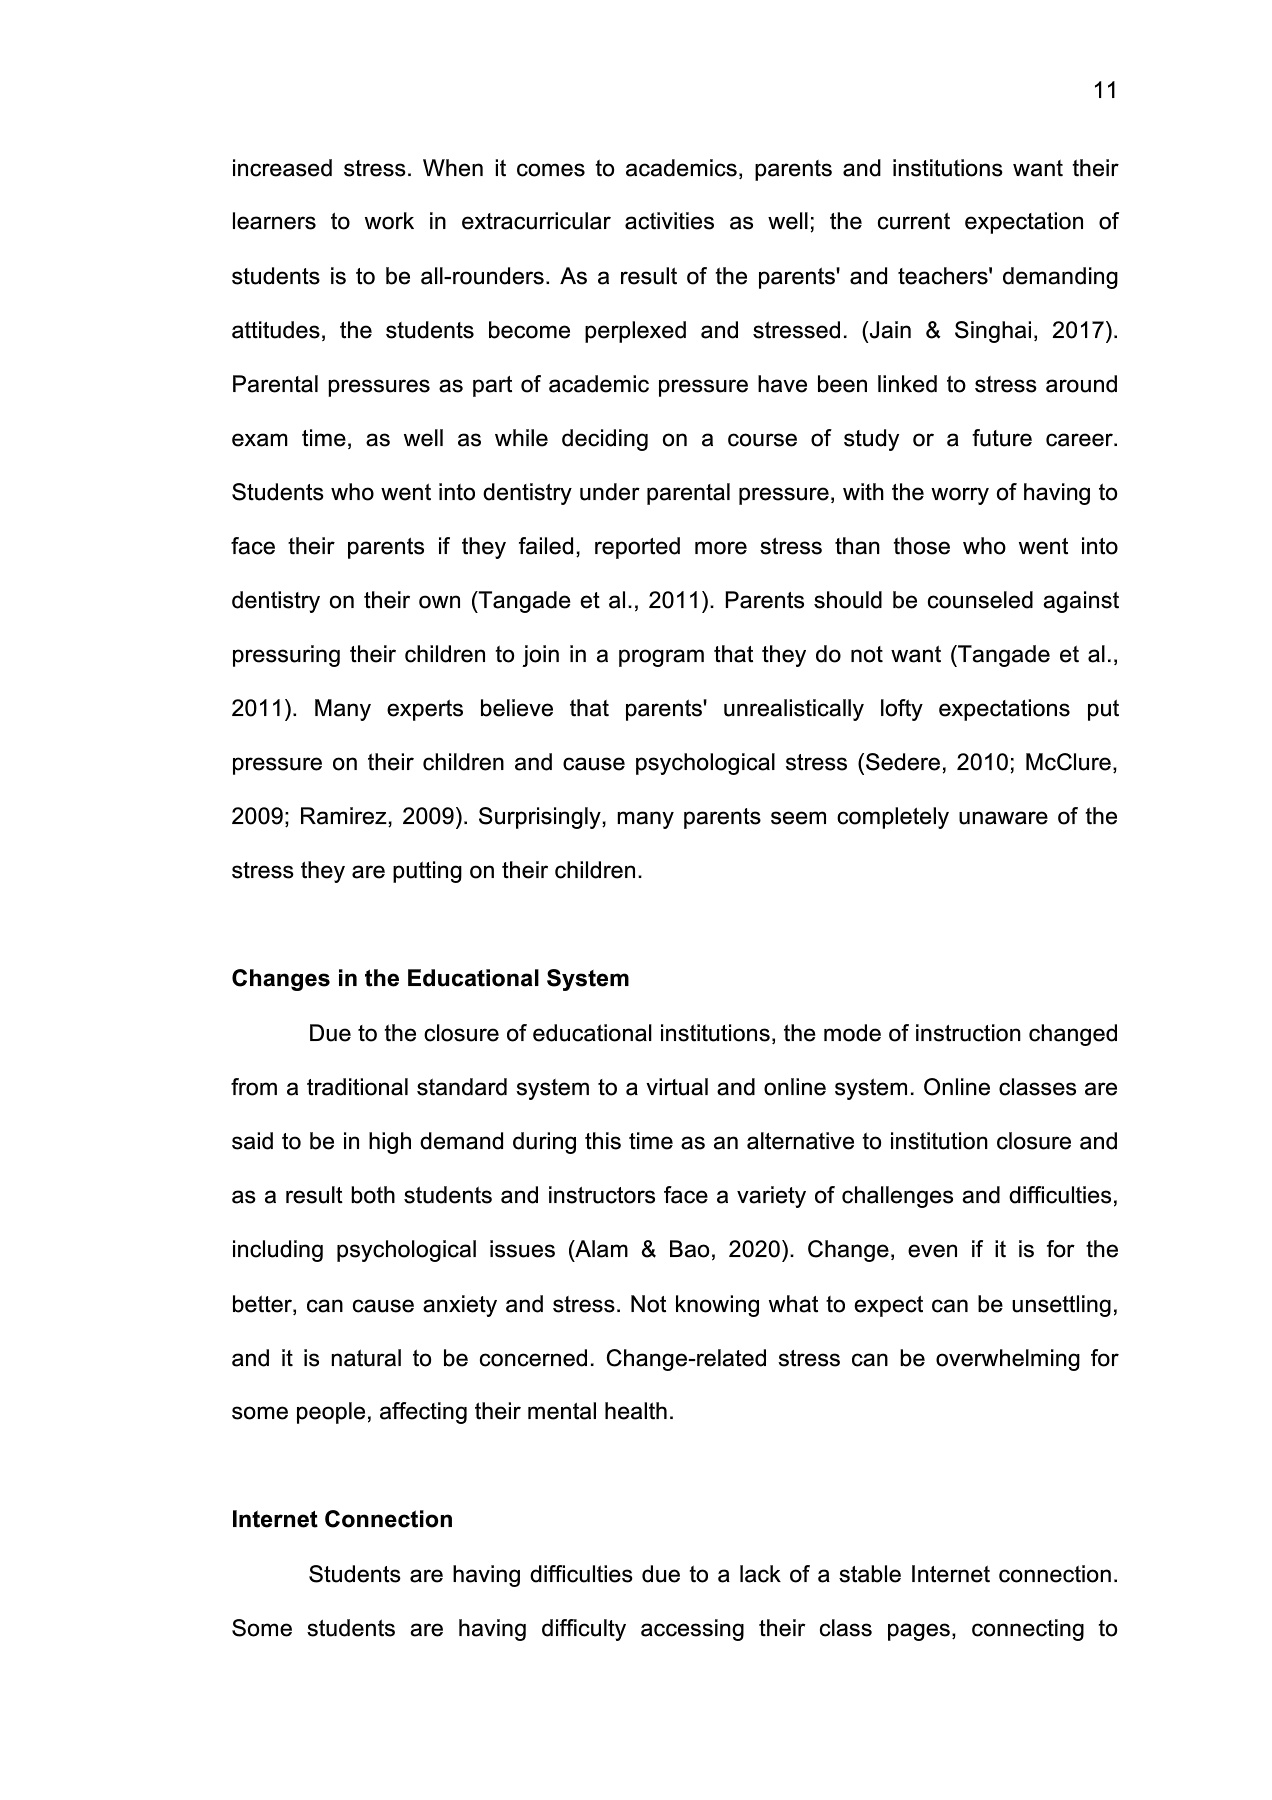 11
increased stress. When it comes to academics, parents and institutions want their
learners to work in extracurricular activities as well; the current expectation of
students is to be all-rounders. As a result of the parents' and teachers' demanding
attitudes, the students become perplexed and stressed. (Jain & Singhai, 2017).
Parental pressures as part of academic pressure have been linked to stress around
exam time, as well as while deciding on a course of study or a future career.
Students who went into dentistry under parental pressure, with the worry of having to
face their parents if they failed, reported more stress than those who went into
dentistry on their own (Tangade et al., 2011). Parents should be counseled against
pressuring their children to join in a program that they do not want (Tangade et al.,
2011). Many experts believe that parents' unrealistically lofty expectations put
pressure on their children and cause psychological stress (Sedere, 2010; McClure,
2009; Ramirez, 2009). Surprisingly, many parents seem completely unaware of the
stress they are putting on their children.
Changes in the Educational System
Due to the closure of educational institutions, the mode of instruction changed
from a traditional standard system to a virtual and online system. Online classes are
said to be in high demand during this time as an alternative to institution closure and
as a result both students and instructors face a variety of challenges and difficulties,
including psychological issues (Alam & Bao, 2020). Change, even if it is for the
better, can cause anxiety and stress. Not knowing what to expect can be unsettling,
and it is natural to be concerned. Change-related stress can be overwhelming for
some people, affecting their mental health.
Internet Connection
Students are having difficulties due to a lack of a stable Internet connection.
Some students are having difficulty accessing their class pages, connecting to